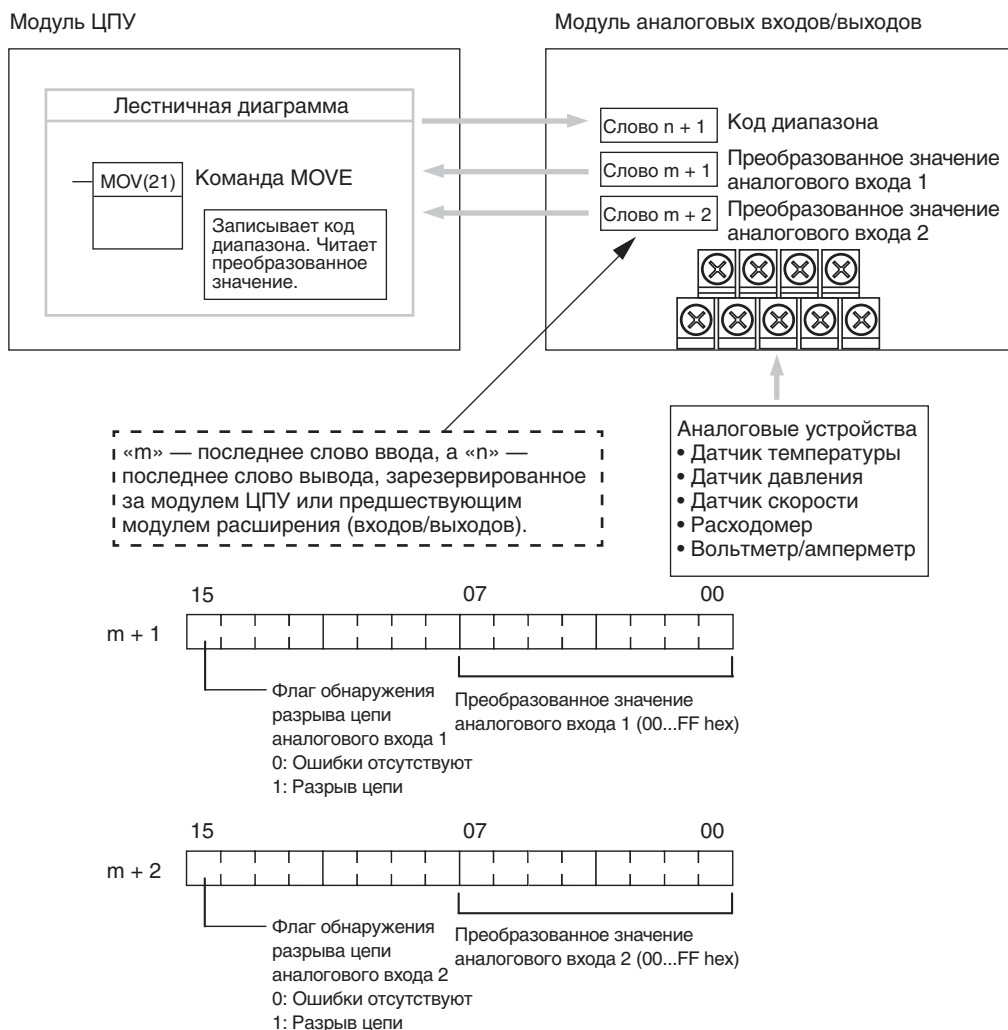 Модуль ЦПУ
Модуль аналоговых входов/выходов
Лестничная диаграмма
MOV(21)
Команда MOVE
Записывает код
диапазона. Читает
преобразованное
значение.
Слово n + 1
Код диапазона
Слово m + 1
Преобразованное значение
аналогового входа 1
Слово m + 2
Преобразованное значение
аналогового входа 2
«m» — последнее слово ввода, а «n» —
последнее слово вывода, зарезервированное
за модулем ЦПУ или предшествующим
модулем расширения (входов/выходов).
Аналоговые устройства
• Датчик температуры
• Датчик давления
• Датчик скорости
• Расходомер
• Вольтметр/амперметр
15 07 00
m + 1
Флаг обнаружения
разрыва цепи
аналогового входа 1
0: Ошибки отсутствуют
1: Разрыв цепи
Преобразованное значение
аналогового входа 1 (00...FF hex)
15 07 00
m + 2
Флаг обнаружения
разрыва цепи
аналогового входа 2
0: Ошибки отсутствуют
1: Разрыв цепи
Преобразованное значение
аналогового входа 2 (00...FF hex)